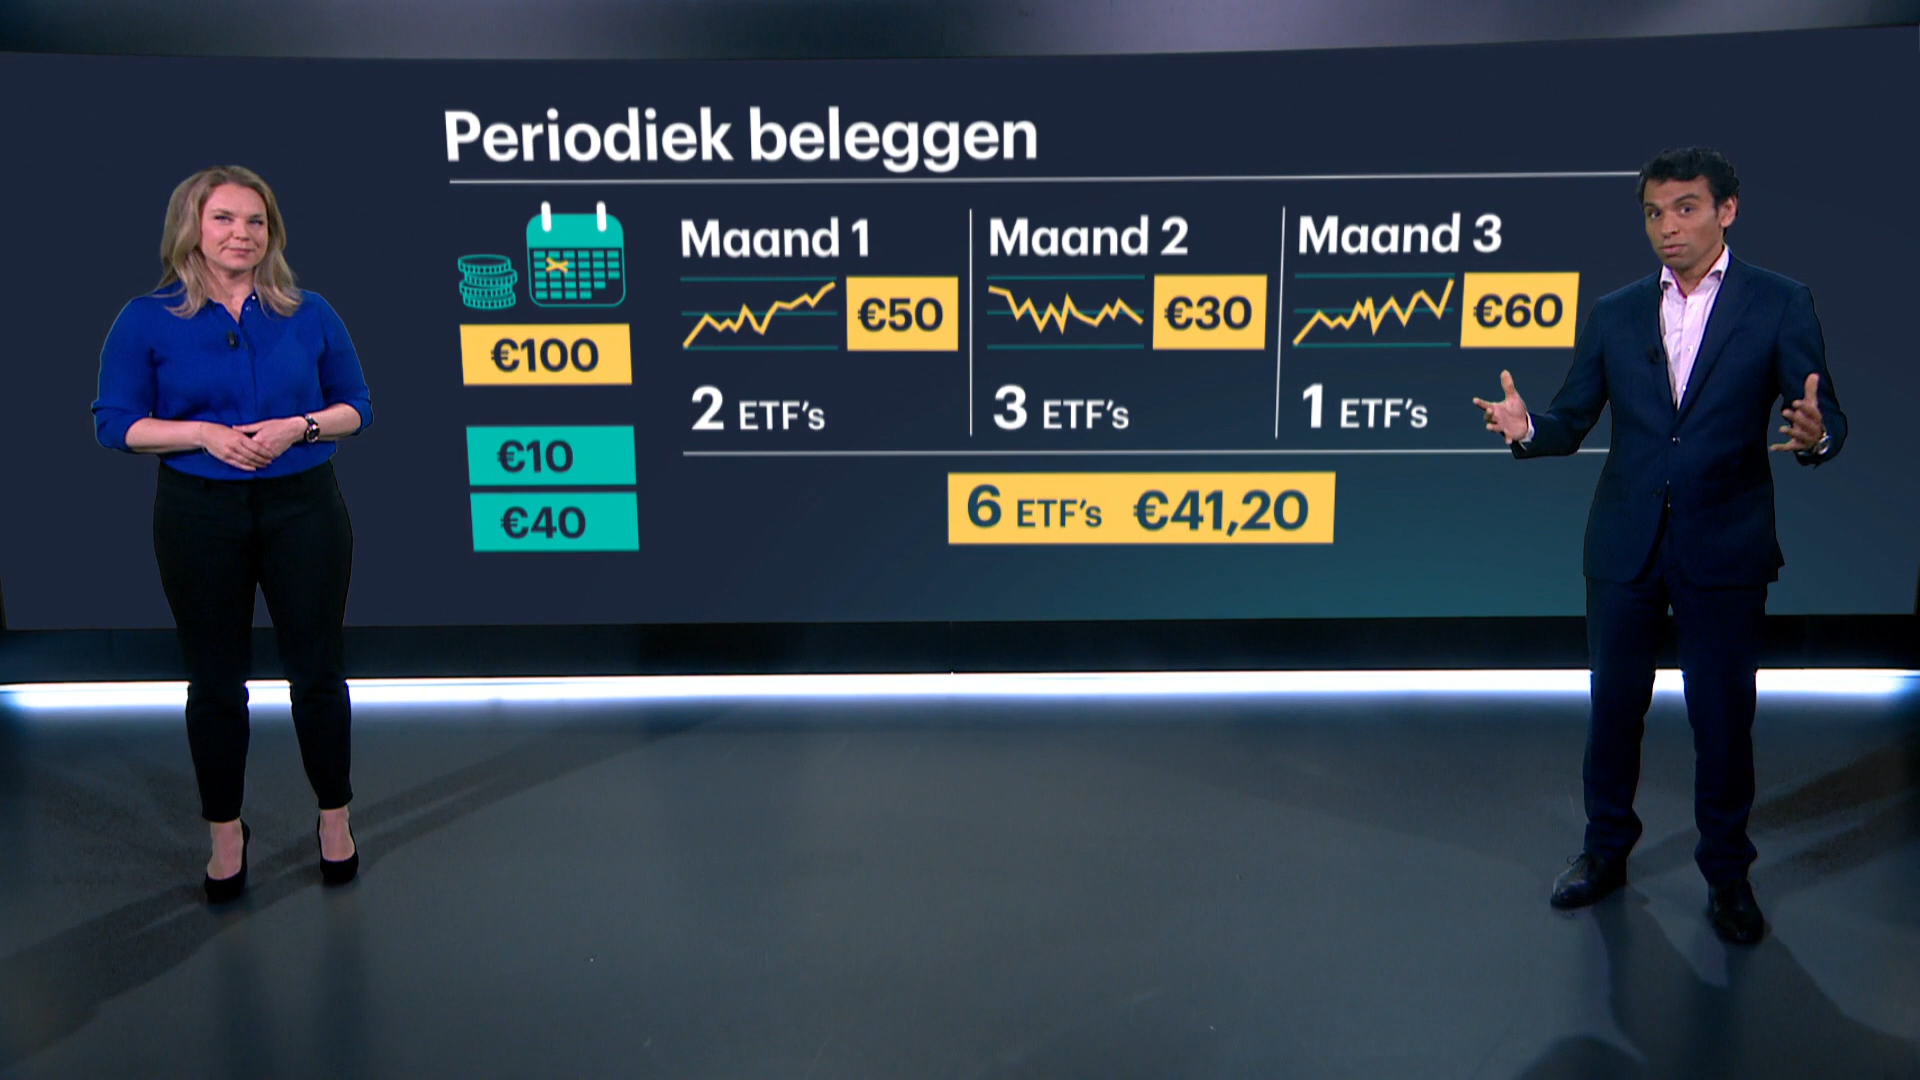 Periodiek beleggen
€100
€10
€40
Maand 1
€50
2 ETF's
Maand 2
€30
3 ETF's
Maand 3
€60
1 ETF's
6 ETF's €41,20